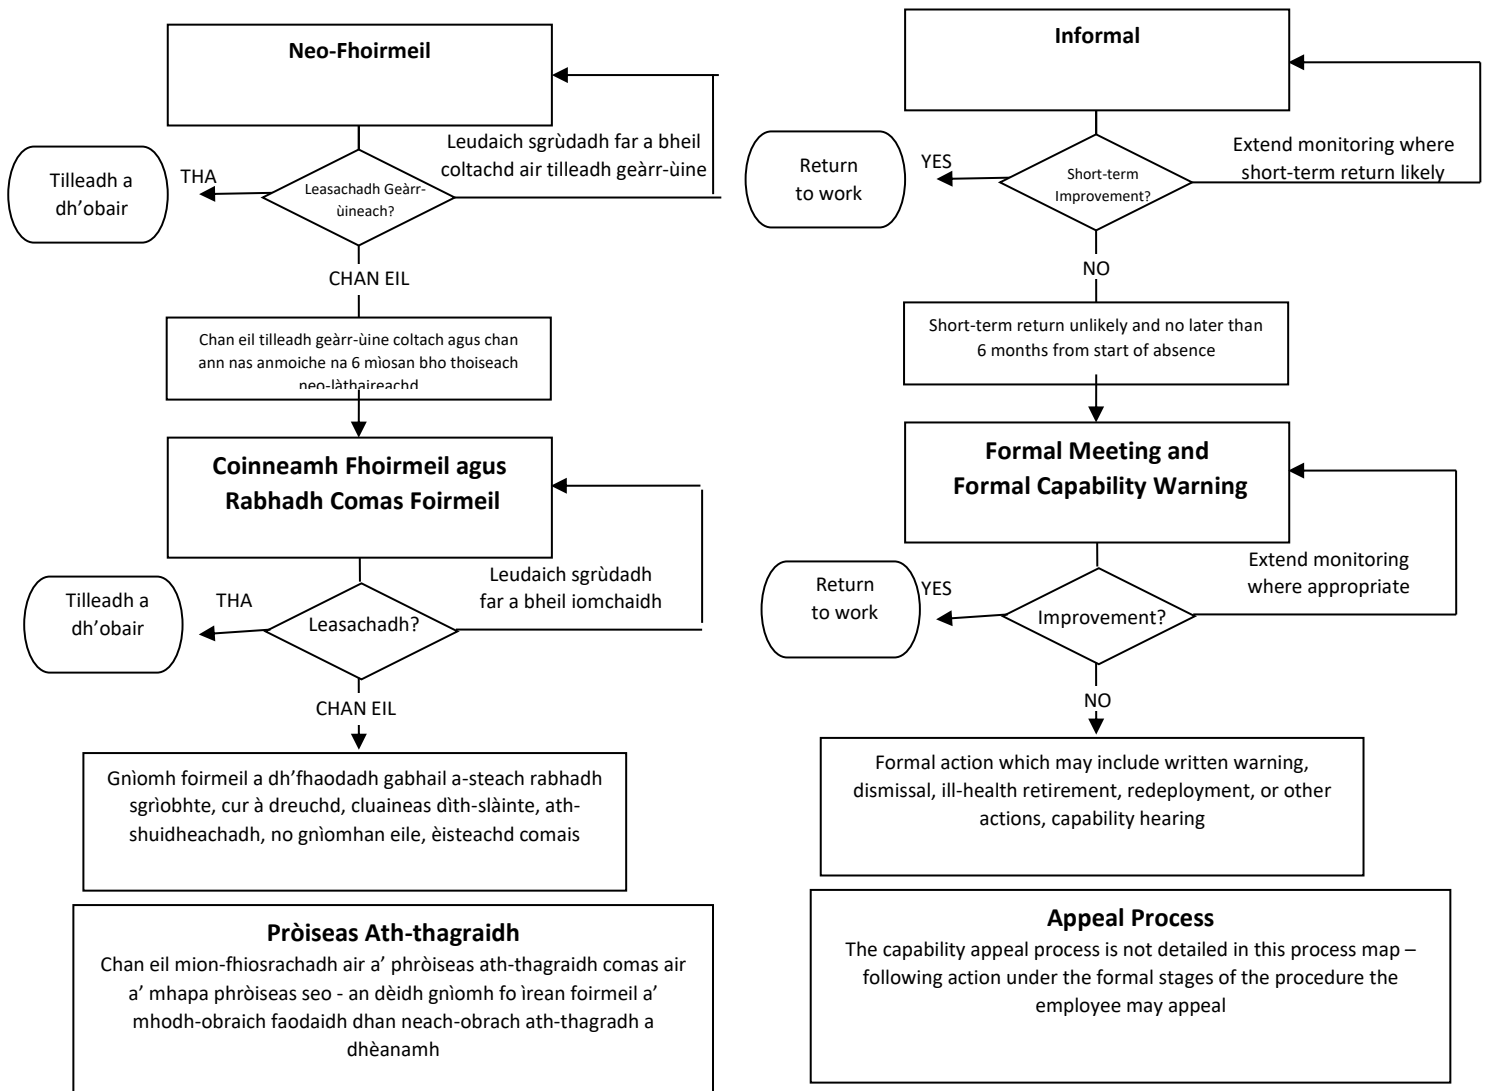 Neo-Fhoirmeil
Leudaich sgrùdadh far a bheil
coltachd air tilleadh geàrr-ùine
Tilleadh a
dh'obair
THA
Leasachadh Geàrr-
ùineach?
CHAN EIL
Chan eil tilleadh geàrr-ùine coltach agus chan
ann nas anmoiche na 6 mìosan bho thoiseach
neo-làthaireachd
Coinneamh Fhoirmeil agus
Rabhadh Comas Foirmeil
Leudaich sgrùdadh
far a bheil iomchaidh
Tilleadh a
dh'obair
THA
Leasachadh?
CHAN EIL
Gnìomh foirmeil a dh'fhaodadh gabhail a-steach rabhadh
sgrìobhte, cur à dreuchd, cluaineas dìth-slàinte, ath-
shuidheachadh, no gnìomhan eile, èisteachd comais
Pròiseas Ath-thagraidh
Chan eil mion-fhiosrachadh air a' phròiseas ath-thagraidh comas air
a' mhapa phròiseas seo - an dèidh gnìomh fo ìrean foirmeil a'
mhodh-obraich faodaidh dhan neach-obrach ath-thagradh a
dhèanamh
Informal
Extend monitoring where
short-term return likely
Return
to work
YES
Short-term
Improvement?
NO
Short-term return unlikely and no later than
6 months from start of absence
Formal Meeting and
Formal Capability Warning
Extend monitoring
where appropriate
Return
to work
YES
Improvement?
NO
Formal action which may include written warning,
dismissal, ill-health retirement, redeployment, or other
actions, capability hearing
Appeal Process
The capability appeal process is not detailed in this process map –
following action under the formal stages of the procedure the
employee may appeal